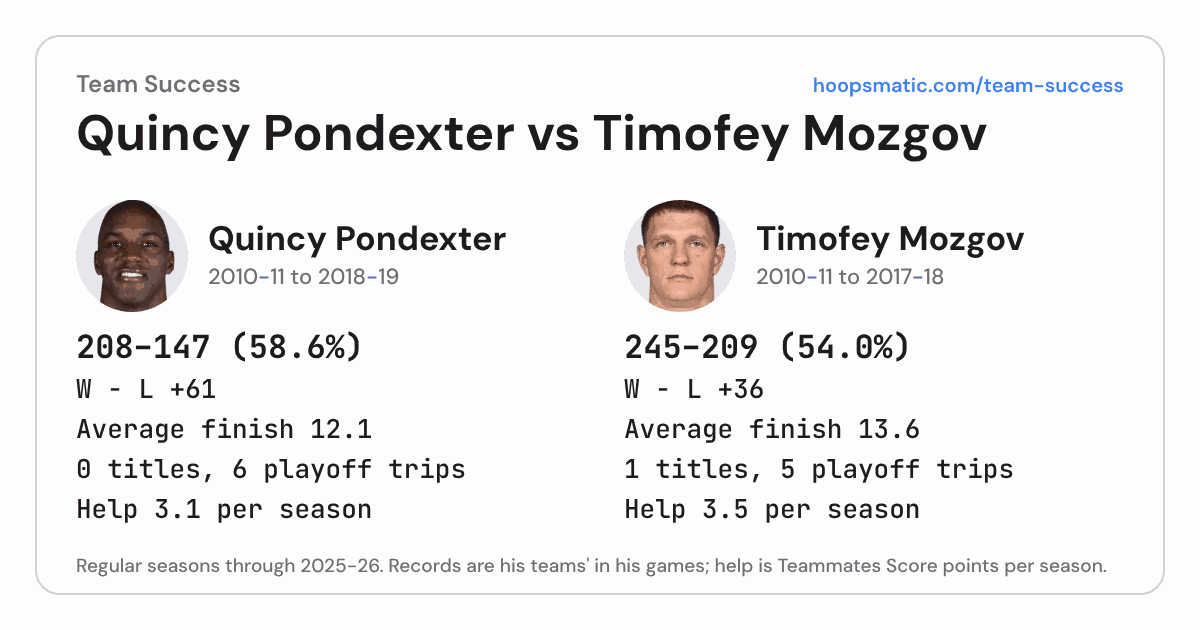 Team Success
hoopsmatic.com/team-success
Quincy Pondexter vs Timofey Mozgov
Quincy Pondexter
2010-11 to 2018-19
208-147 (58.6%)
W - L +61
Average finish 12.1
0 titles, 6 playoff trips
Help 3.1 per season
Timofey Mozgov
2010-11 to 2017-18
245-209 (54.0%)
W - L +36
Average finish 13.6
1 titles, 5 playoff trips
Help 3.5 per season
Regular seasons through 2025-26. Records are his teams' in his games; help is Teammates Score points per season.